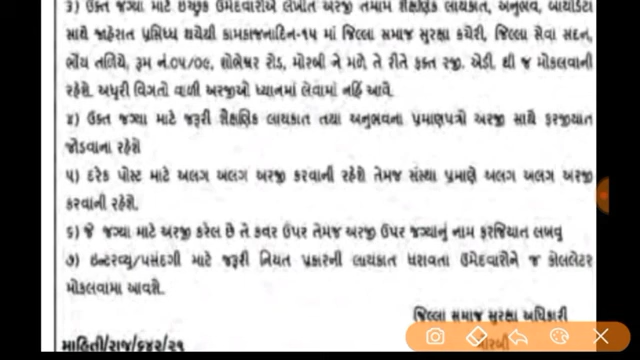 ૩) ઉક્ત જગ્યા માટે ઇચ્છુક ઉમેદવારોએ લેખીત અરજી તમામ શૈક્ષણિક લાયકાત, અનુભવ, બાયોડેટા
સાથે જાહેરાત પ્રસિધ્ધ થયેથી કામકાજનાદિન-૧૫ માં જિલ્લા સમાજ સુરક્ષા કચેરી, જિલ્લા સેવા સદન,
ભોંય તળિયે, રૂમ નં.૦૫/૦૯, શોભેશ્વર રોડ, મોરબી ને મળે તે રીતે ફક્ત રજી. એડી. થી જ મોકલવાની
રહેશે. અધૂરી વિગતો વાળી અરજીઓ ધ્યાનમાં લેવામાં નહિં આવે.
૪) ઉક્ત જગ્યા માટે જરૂરી શૈક્ષણિક લાયકાત તથા અનુભવના પ્રમાણપત્રો અરજી સાથે ફરજીયાત
જોડવાના રહેશે
૫) દરેક પોસ્ટ માટે અલગ અલગ અરજી કરવાની રહેશે તેમજ સંસ્થા પ્રમાણે અલગ અલગ અરજી
કરવાની રહેશે.
૬) જે જગ્યા માટે અરજી કરેલ છે તે કવર ઉપર તેમજ અરજી ઉપર જગ્યાનું નામ ફરજિયાત લખવુ
૭) ઇન્ટરવ્યુ/પસંદગી માટે જરૂરી નિયત પ્રકારની લાયકાત ધરાવતા ઉમેદવારોને જ કોલલેટર
મોકલવામા આવશે.
જિલ્લા સમાજ સુરક્ષા અધિકારી
મોરબી
માહિતી/રાજ/૬૪૨/૨૧